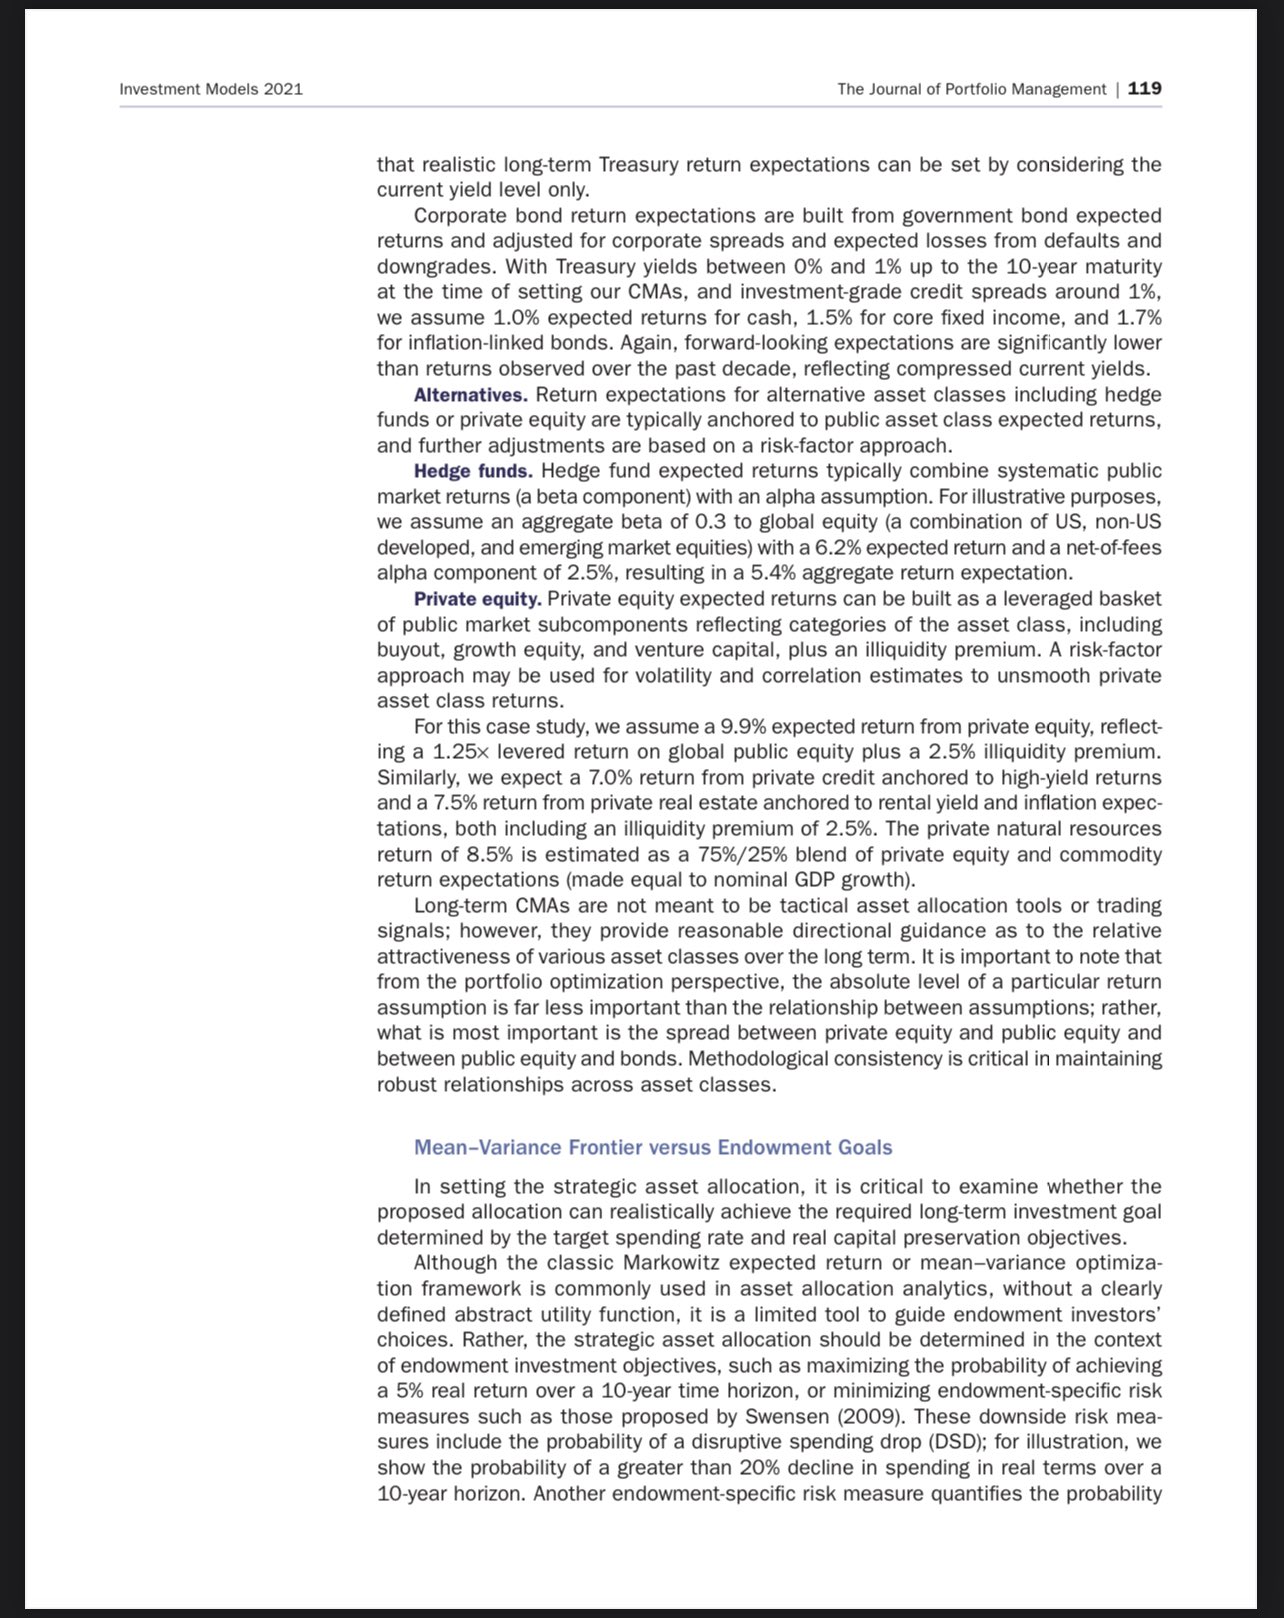 Investment Models 2021
The Journal of Portfolio Management | 119
that realistic long-term Treasury return expectations can be set by considering the
current yield level only.
Corporate bond return expectations are built from government bond expected
returns and adjusted for corporate spreads and expected losses from defaults and
downgrades. With Treasury yields between 0% and 1% up to the 10-year maturity
at the time of setting our CMAs, and investment-grade credit spreads around 1%,
we assume 1.0% expected returns for cash, 1.5% for core fixed income, and 1.7%
for inflation-linked bonds. Again, forward-looking expectations are significantly lower
than returns observed over the past decade, reflecting compressed current yields.
Alternatives. Return expectations for alternative asset classes including hedge
funds or private equity are typically anchored to public asset class expected returns,
and further adjustments are based on a risk-factor approach.
Hedge funds. Hedge fund expected returns typically combine systematic public
market returns (a beta component) with an alpha assumption. For illustrative purposes,
we assume an aggregate beta of 0.3 to global equity (a combination of US, non-US
developed, and emerging market equities) with a 6.2% expected return and a net-of-fees
alpha component of 2.5%, resulting in a 5.4% aggregate return expectation.
Private equity. Private equity expected returns can be built as a leveraged basket
of public market subcomponents reflecting categories of the asset class, including
buyout, growth equity, and venture capital, plus an illiquidity premium. A risk-factor
approach may be used for volatility and correlation estimates to unsmooth private
asset class returns.
For this case study, we assume a 9.9% expected return from private equity, reflect-
ing a 1.25× levered return on global public equity plus a 2.5% illiquidity premium.
Similarly, we expect a 7.0% return from private credit anchored to high-yield returns
and a 7.5% return from private real estate anchored to rental yield and inflation expec-
tations, both including an illiquidity premium of 2.5%. The private natural resources
return of 8.5% is estimated as a 75%/25% blend of private equity and commodity
return expectations (made equal to nominal GDP growth).
Long-term CMAs are not meant to be tactical asset allocation tools or trading
signals; however, they provide reasonable directional guidance as to the relative
attractiveness of various asset classes over the long term. It is important to note that
from the portfolio optimization perspective, the absolute level of a particular return
assumption is far less important than the relationship between assumptions; rather,
what is most important is the spread between private equity and public equity and
between public equity and bonds. Methodological consistency is critical in maintaining
robust relationships across asset classes.
Mean–Variance Frontier versus Endowment Goals
In setting the strategic asset allocation, it is critical to examine whether the
proposed allocation can realistically achieve the required long-term investment goal
determined by the target spending rate and real capital preservation objectives.
Although the classic Markowitz expected return or mean–variance optimiza-
tion framework is commonly used in asset allocation analytics, without a clearly
defined abstract utility function, it is a limited tool to guide endowment investors’
choices. Rather, the strategic asset allocation should be determined in the context
of endowment investment objectives, such as maximizing the probability of achieving
a 5% real return over a 10-year time horizon, or minimizing endowment-specific risk
measures such as those proposed by Swensen (2009). These downside risk mea-
sures include the probability of a disruptive spending drop (DSD); for illustration, we
show the probability of a greater than 20% decline in spending in real terms over a
10-year horizon. Another endowment-specific risk measure quantifies the probability